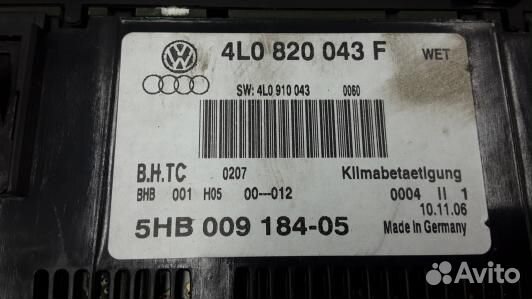 4L0 820 043 F WET
SW: 4L0 910 043 0060
B.H.TC 0207 Klimabetaetigung
BHB 001 H05 00---012 0004 II 1
10.11.06
5HB 009 184-05 Made in Germany
Avito